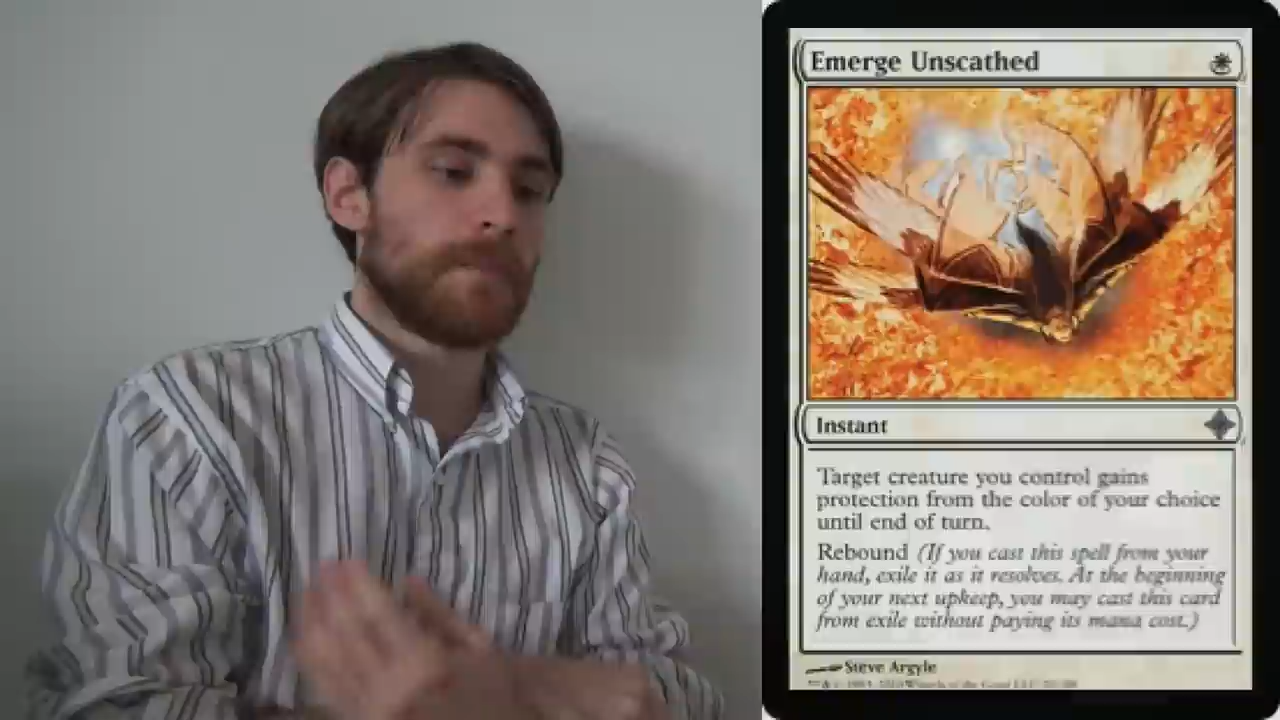 Emerge Unscathed
Instant
Target creature you control gains
protection from the color of your choice
until end of turn.
Rebound (If you cast this spell from your
hand, exile it as it resolves. At the beginning
of your next upkeep, you may cast this card
from exile without paying its mana cost.)
Steve Argyle